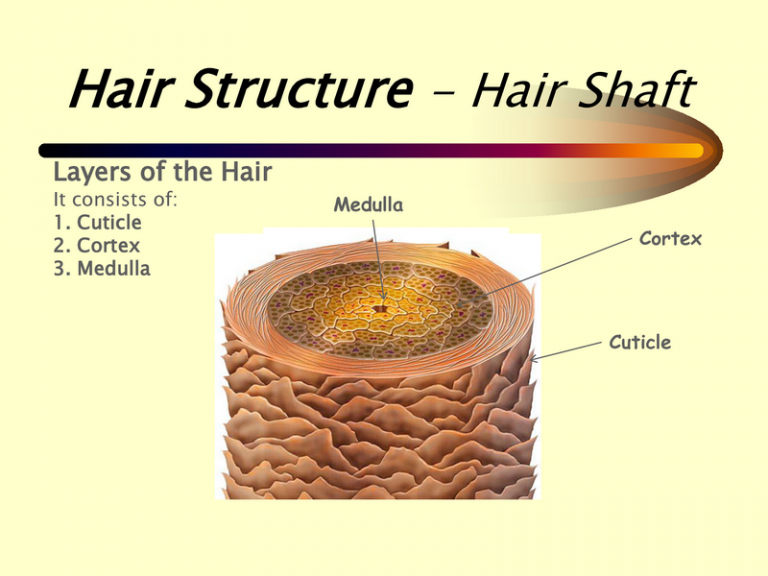 Hair Structure - Hair Shaft
Layers of the Hair
It consists of:
1. Cuticle
2. Cortex
3. Medulla
Medulla
Cortex
Cuticle